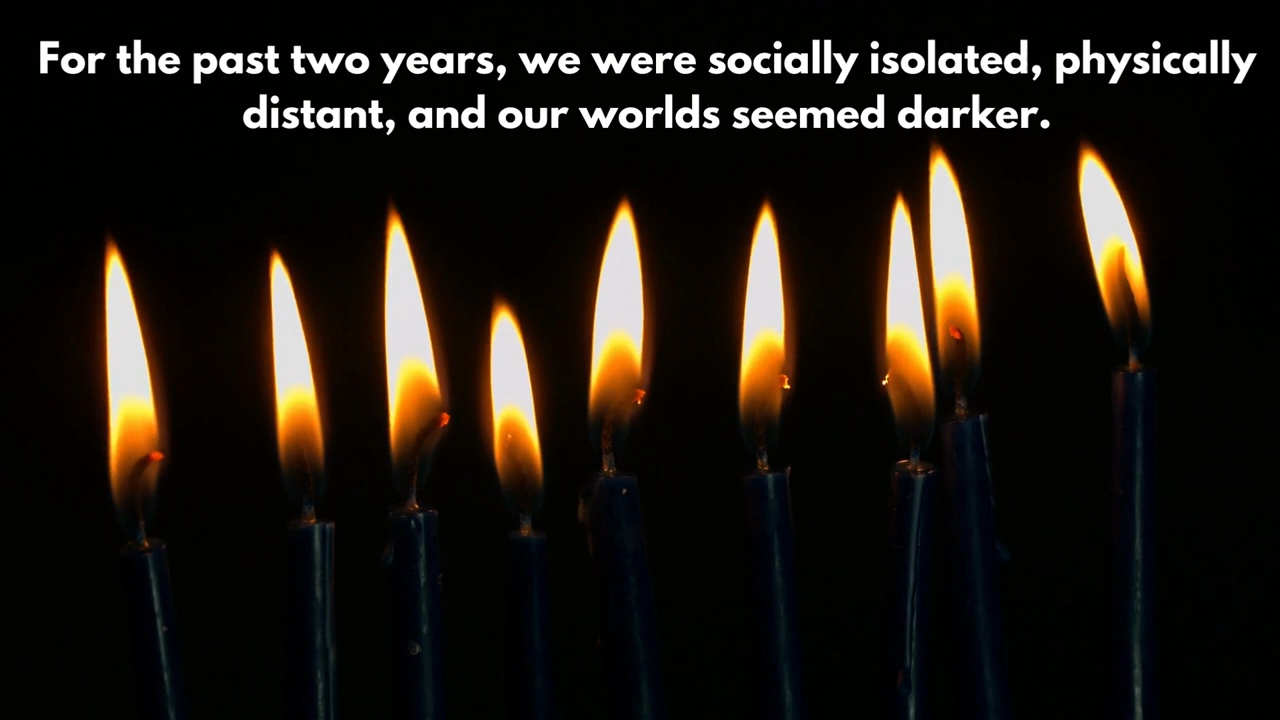 For the past two years, we were socially isolated, physically
distant, and our worlds seemed darker.